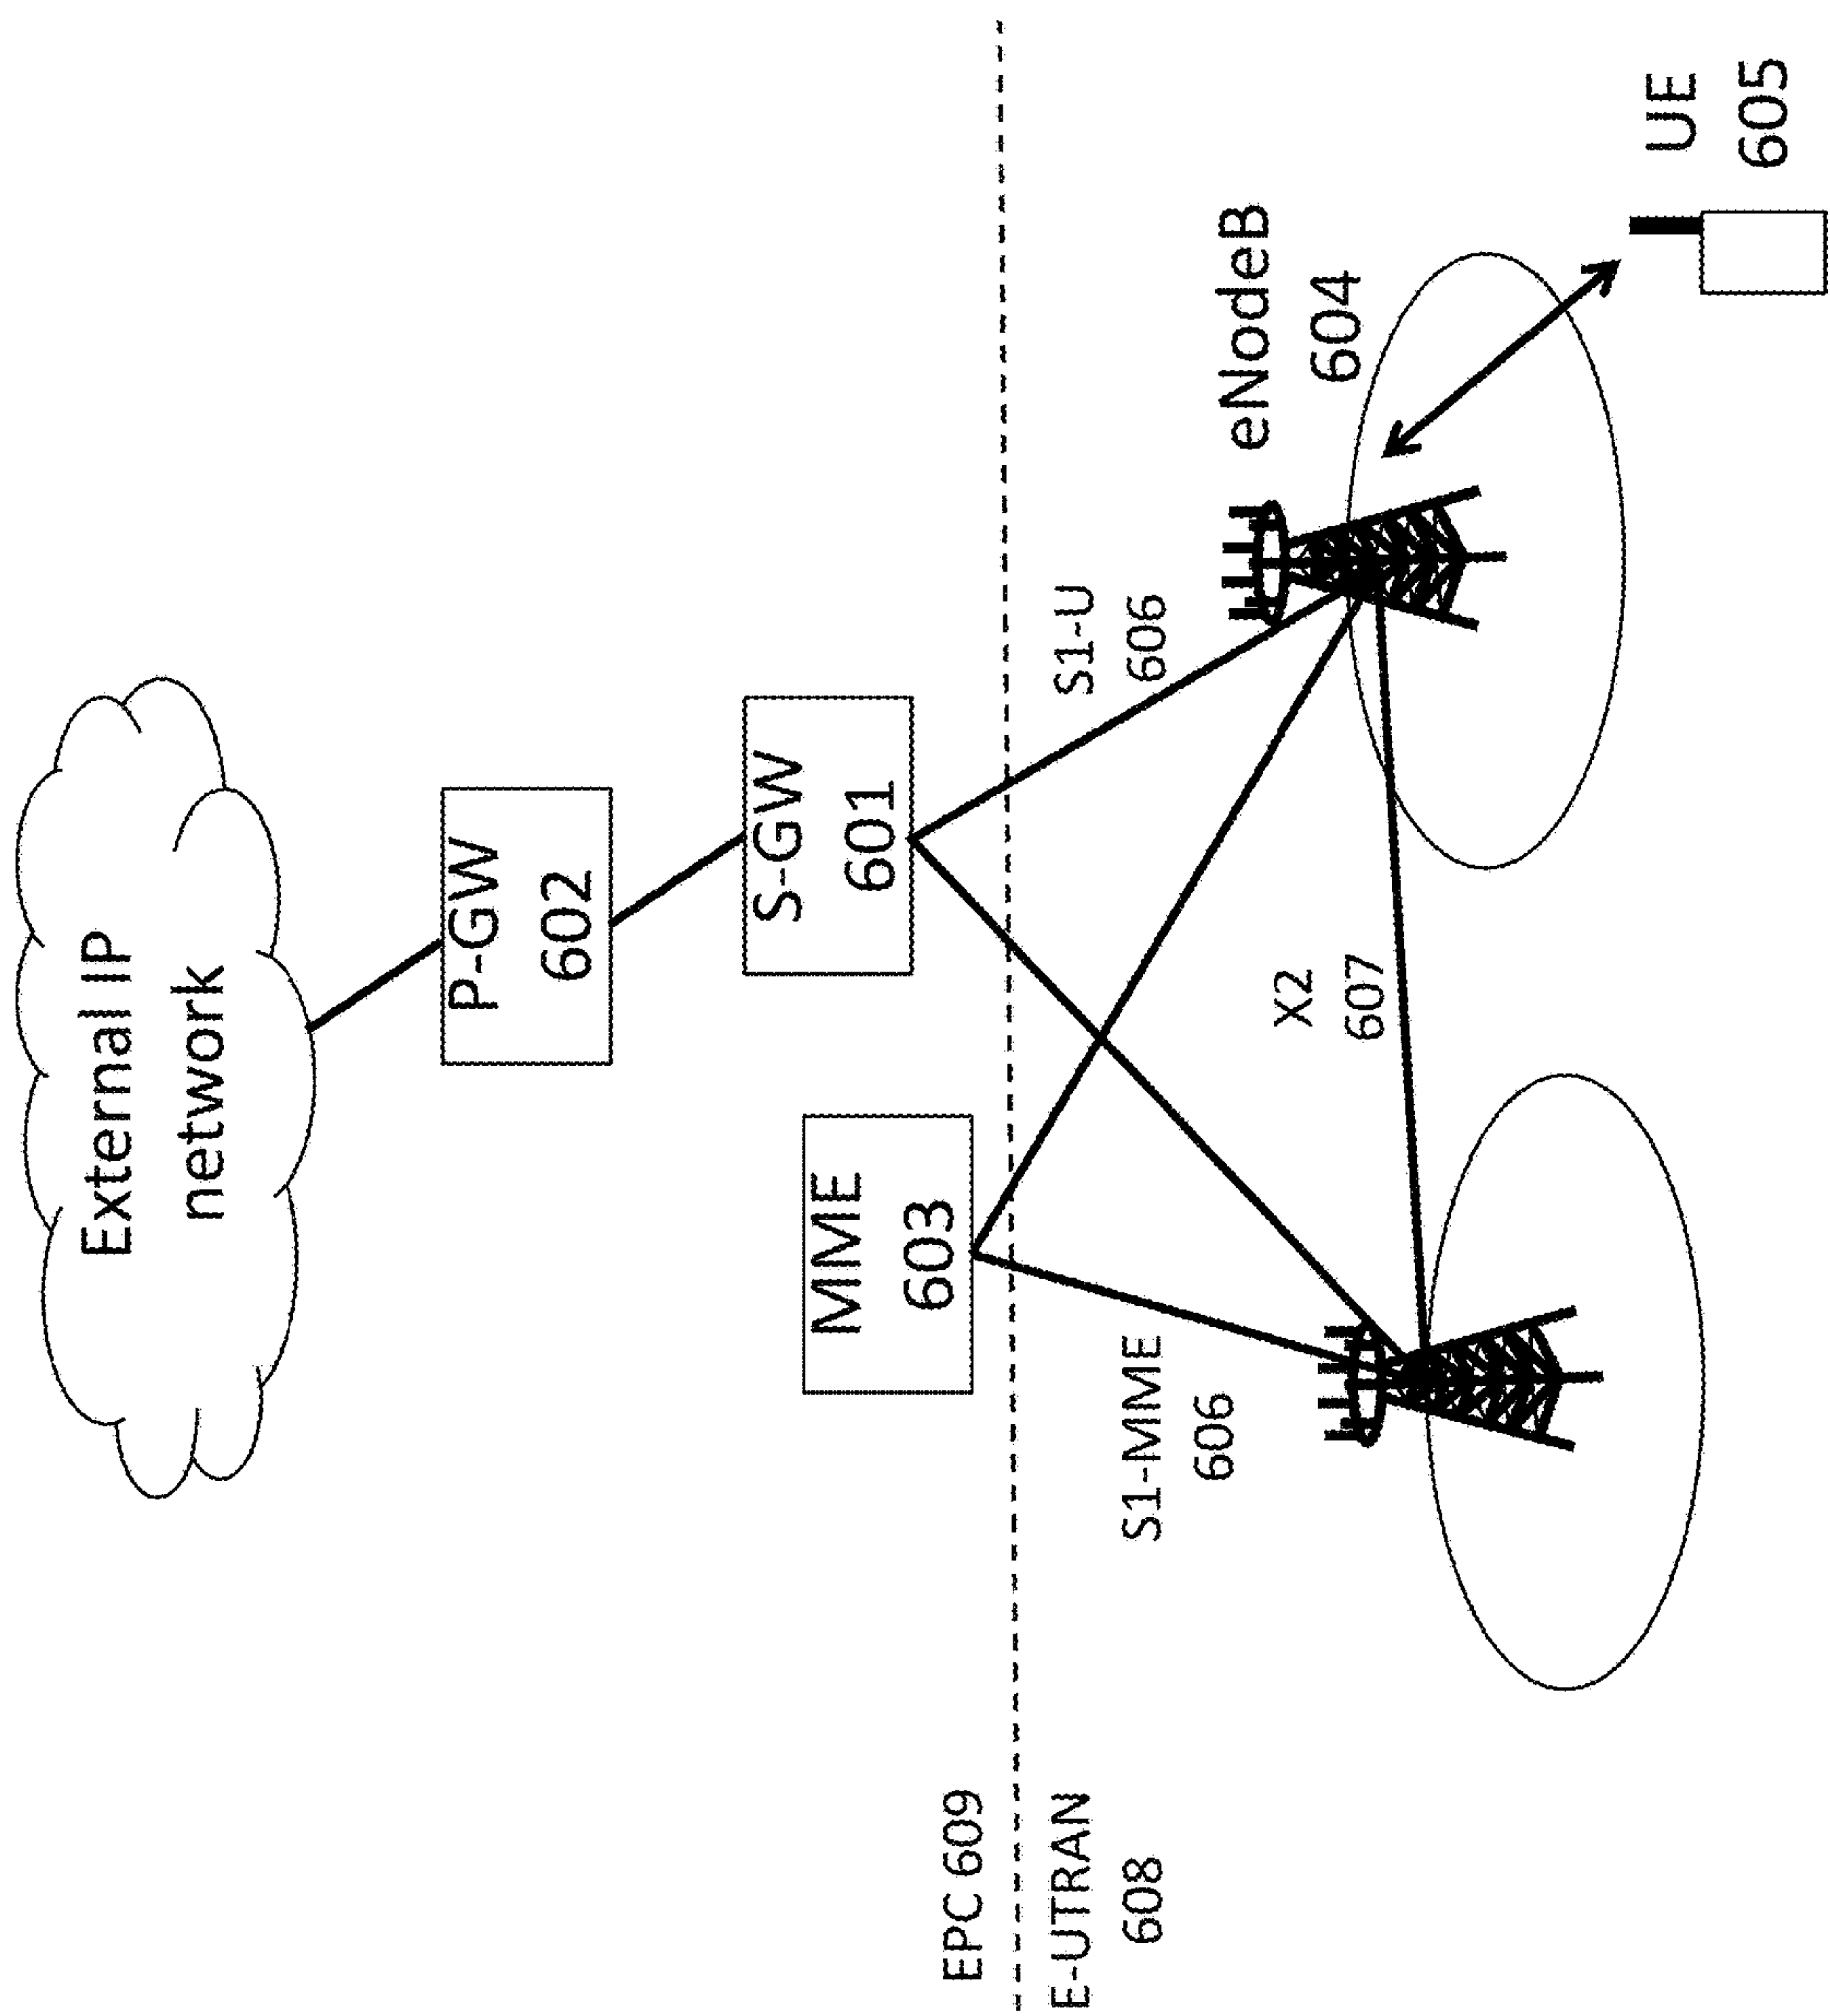 External IP
network
P-GW
602
S-GW
601
MME
603
EPC 609
E-UTRAN
608
S1-MME
606
S1-U
606
X2
607
eNodeB
604
UE
605